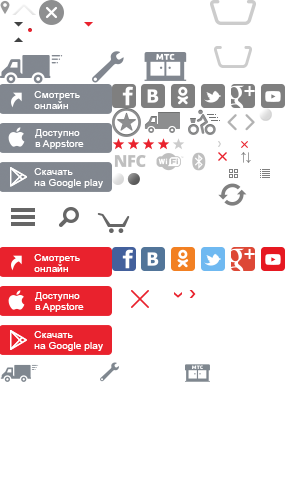 МТС
Смотреть
онлайн
f B g+
Доступно
в Appstore
NFC WiFi
Скачать
на Google play
Смотреть
онлайн
f B g+
Доступно
в Appstore
Скачать
на Google play
МТС